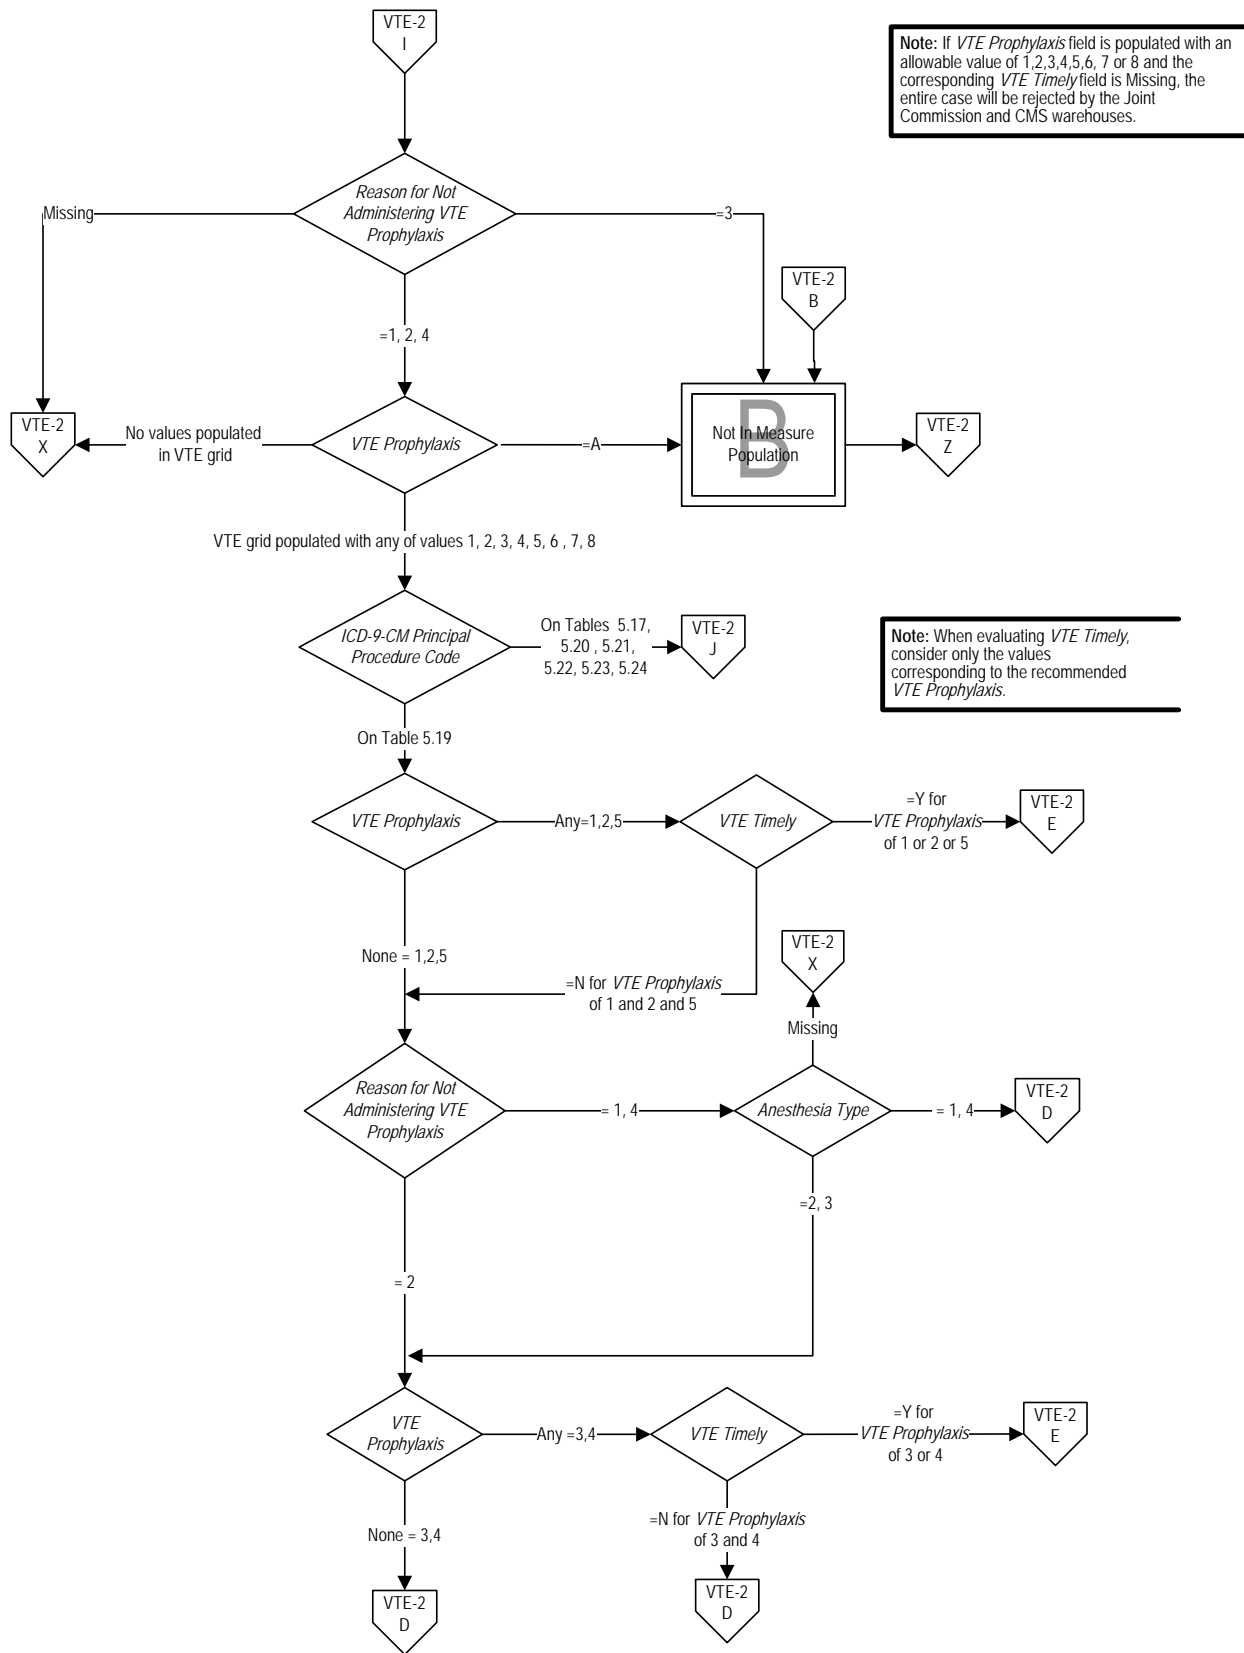 VTE-2
I
Note: If VTE Prophylaxis field is populated with an
allowable value of 1,2,3,4,5,6, 7 or 8 and the
corresponding VTE Timely field is Missing, the
entire case will be rejected by the Joint
Commission and CMS warehouses.
Reason for Not
Administering VTE
Prophylaxis
Missing
=3
VTE-2
B
=1, 2, 4
VTE-2
X
No values populated
in VTE grid
VTE Prophylaxis
=A
B
Not In Measure
Population
VTE-2
Z
VTE grid populated with any of values 1, 2, 3, 4, 5, 6 , 7, 8
ICD-9-CM Principal
Procedure Code
On Tables 5.17,
5.20 , 5.21,
5.22, 5.23, 5.24
VTE-2
J
Note: When evaluating VTE Timely,
consider only the values
corresponding to the recommended
VTE Prophylaxis.
On Table 5.19
VTE Prophylaxis
Any=1,2,5
VTE Timely
=Y for
VTE Prophylaxis
of 1 or 2 or 5
VTE-2
E
None = 1,2,5
=N for VTE Prophylaxis
of 1 and 2 and 5
VTE-2
X
Missing
Reason for Not
Administering VTE
Prophylaxis
= 1, 4
Anesthesia Type
= 1, 4
VTE-2
D
=2, 3
= 2
VTE
Prophylaxis
Any =3,4
VTE Timely
=Y for
VTE Prophylaxis
of 3 or 4
VTE-2
E
None = 3,4
=N for VTE Prophylaxis
of 3 and 4
VTE-2
D
VTE-2
D